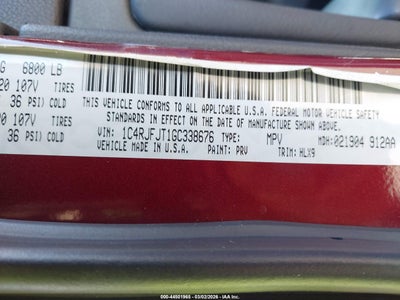 G 6800 LB
20 107V TIRES
36 PSI) COLD
20 107V TIRES
36 PSI) COLD
THIS VEHICLE CONFORMS TO ALL APPLICABLE U.S.A. FEDERAL MOTOR VEHICLE SAFETY
STANDARDS IN EFFECT ON THE DATE OF MANUFACTURE SHOWN ABOVE.
VIN: 1C4RJFJT1GC338676 TYPE: MPV MDH: 021904 912AA
VEHICLE MADE IN U.S.A. PAINT: PRV TRIM: HLX9
000-44501965 - 03/02/2026 - IAA Inc.